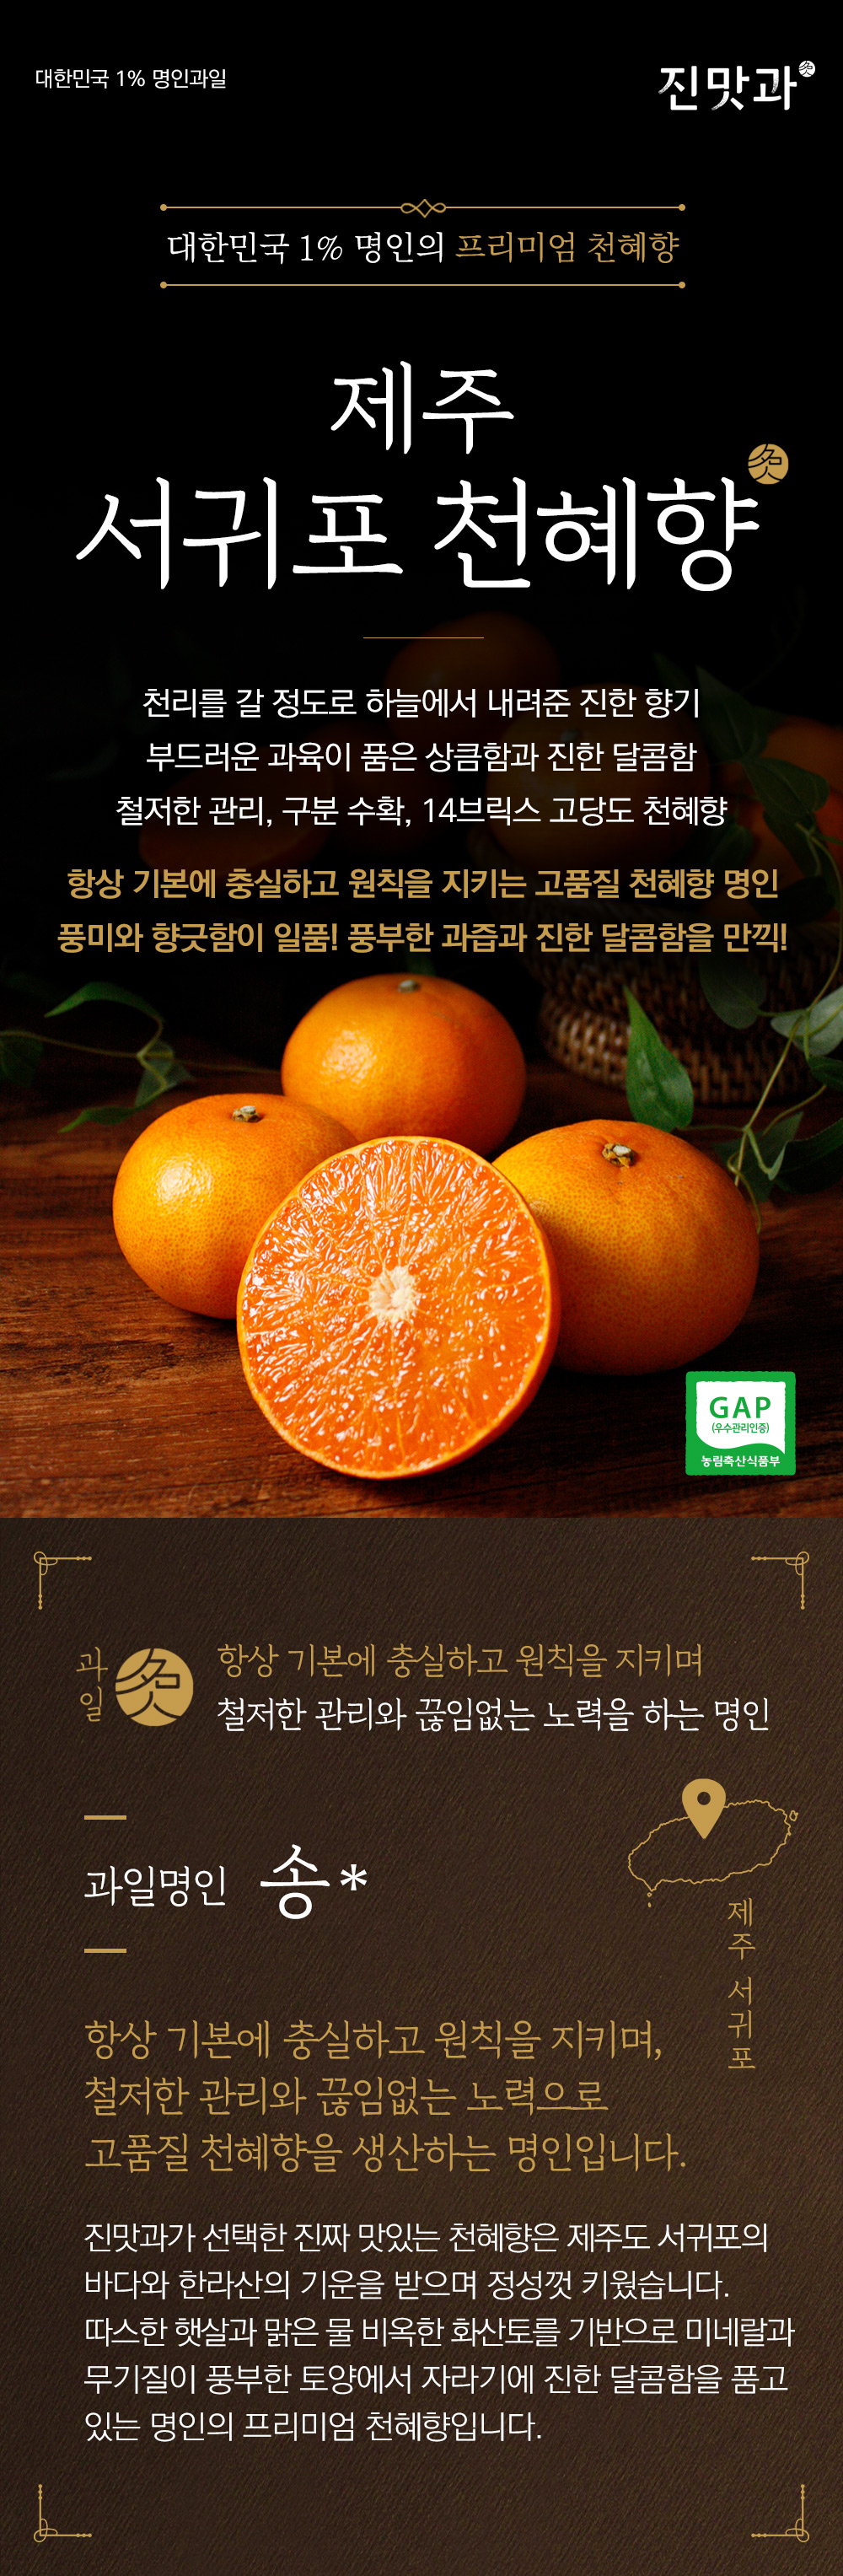 대한민국 1% 명인과일
진맛과
대한민국 1% 명인의 프리미엄 천혜향
제주
서귀포 천혜향
천리를 갈 정도로 하늘에서 내려준 진한 향기
부드러운 과육이 품은 상큼함과 진한 달콤함
철저한 관리, 구분 수확, 14브릭스 고당도 천혜향
항상 기본에 충실하고 원칙을 지키는 고품질 천혜향 명인
풍미와 향긋함이 일품! 풍부한 과즙과 진한 달콤함을 만끽!
GAP
(우수관리인증)
농림축산식품부
과일
항상 기본에 충실하고 원칙을 지키며
철저한 관리와 끊임없는 노력을 하는 명인
과일명인 송*
제주 서귀포
항상 기본에 충실하고 원칙을 지키며,
철저한 관리와 끊임없는 노력으로
고품질 천혜향을 생산하는 명인입니다.
진맛과가 선택한 진짜 맛있는 천혜향은 제주도 서귀포의
바다와 한라산의 기운을 받으며 정성껏 키웠습니다.
따스한 햇살과 맑은 물 비옥한 화산토를 기반으로 미네랄과
무기질이 풍부한 토양에서 자라기에 진한 달콤함을 품고
있는 명인의 프리미엄 천혜향입니다.